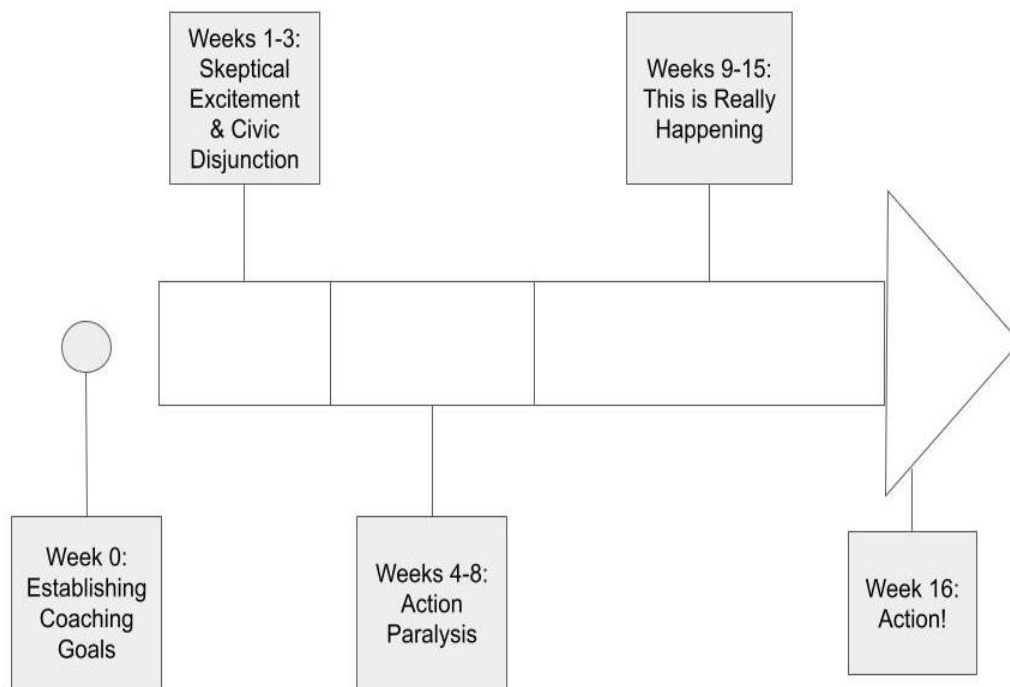 Weeks 1-3:
Skeptical
Excitement
& Civic
Disjunction
Weeks 9-15:
This is Really
Happening
Week 0:
Establishing
Coaching
Goals
Weeks 4-8:
Action
Paralysis
Week 16:
Action!